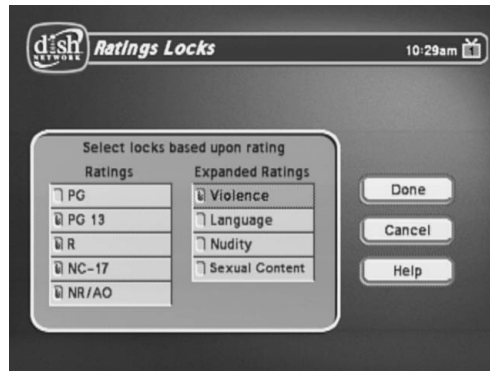 dish
NETWORK
Ratings Locks
10:29am
1
Select locks based upon rating
Ratings
PG
PG 13
R
NC-17
NR/AO
Expanded Ratings
Violence
Language
Nudity
Sexual Content
Done
Cancel
Help